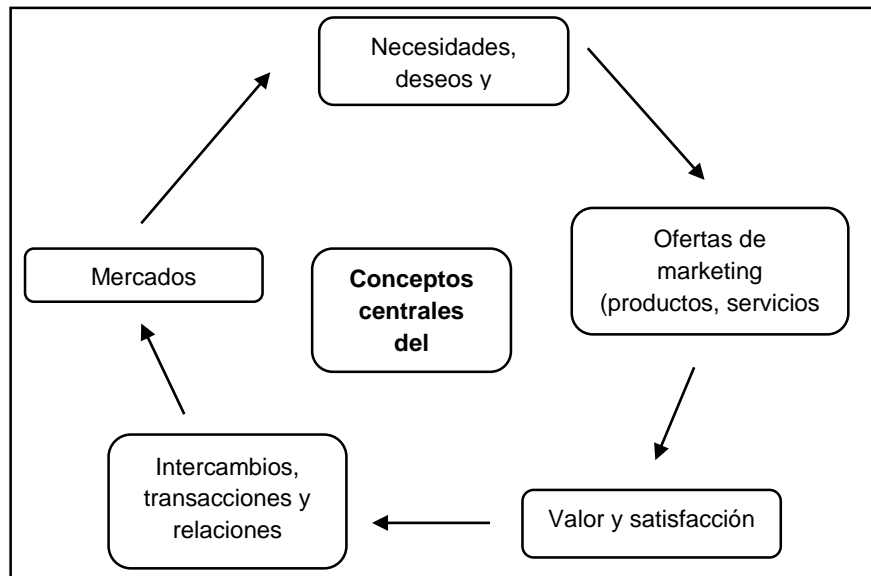 Necesidades,
deseos y
Ofertas de
marketing
(productos, servicios
Mercados
Conceptos
centrales
del
Intercambios,
transacciones y
relaciones
Valor y satisfacción